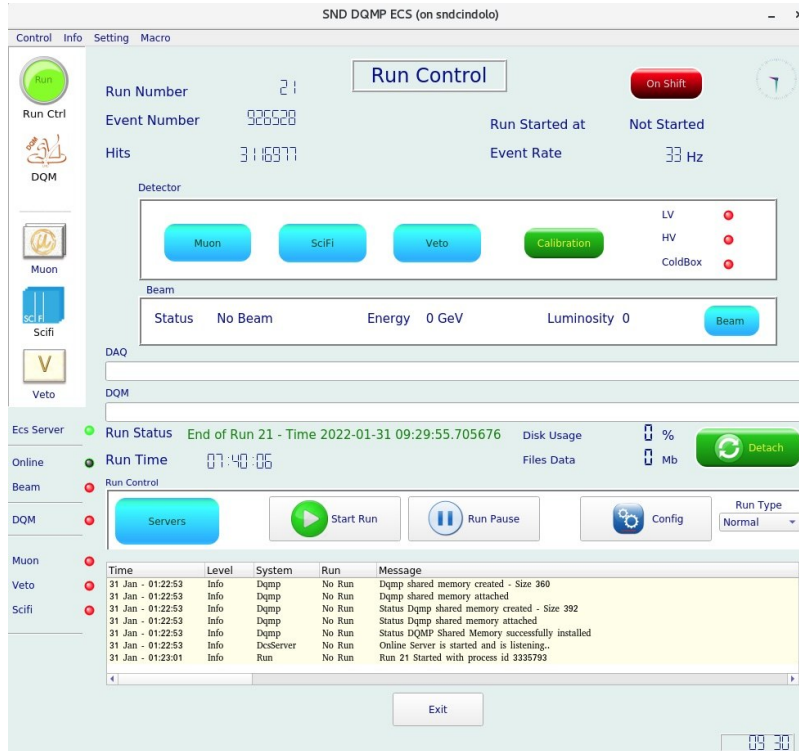 SND DQMP ECS (on sndcindolo)
Control Info Setting Macro
Run
Run Ctrl
DQM
Muon
SCIFI
Scifi
V
Veto
Run Control
On Shift
Run Number 21
Event Number 926528
Run Started at Not Started
Hits 3116977
Event Rate 33 Hz
Detector
Muon SciFi Veto Calibration
LV
HV
ColdBox
Beam
Status No Beam Energy 0 GeV Luminosity 0 Beam
DAQ
DQM
Ecs Server
Online
Beam
DQM
Muon
Veto
Scifi
Run Status End of Run 21 - Time 2022-01-31 09:29:55.705676 Disk Usage 0 %
Run Time 07:40:06 Files Data 0 Mb
Detach
Run Control
Servers Start Run Run Pause Config
Run Type
Normal
Time Level System Run Message
31 Jan - 01:22:53 Info Dqmp No Run Dqmp shared memory created - Size 360
31 Jan - 01:22:53 Info Dqmp No Run Dqmp shared memory attached
31 Jan - 01:22:53 Info Dqmp No Run Status Dqmp shared memory created - Size 392
31 Jan - 01:22:53 Info Dqmp No Run Status Dqmp shared memory attached
31 Jan - 01:22:53 Info Dqmp No Run Status DQMP Shared Memory successfully installed
31 Jan - 01:22:53 Info DcsServer No Run Online Server is started and is listening..
31 Jan - 01:23:01 Info Run No Run Run 21 Started with process id 3335793
Exit
09 30